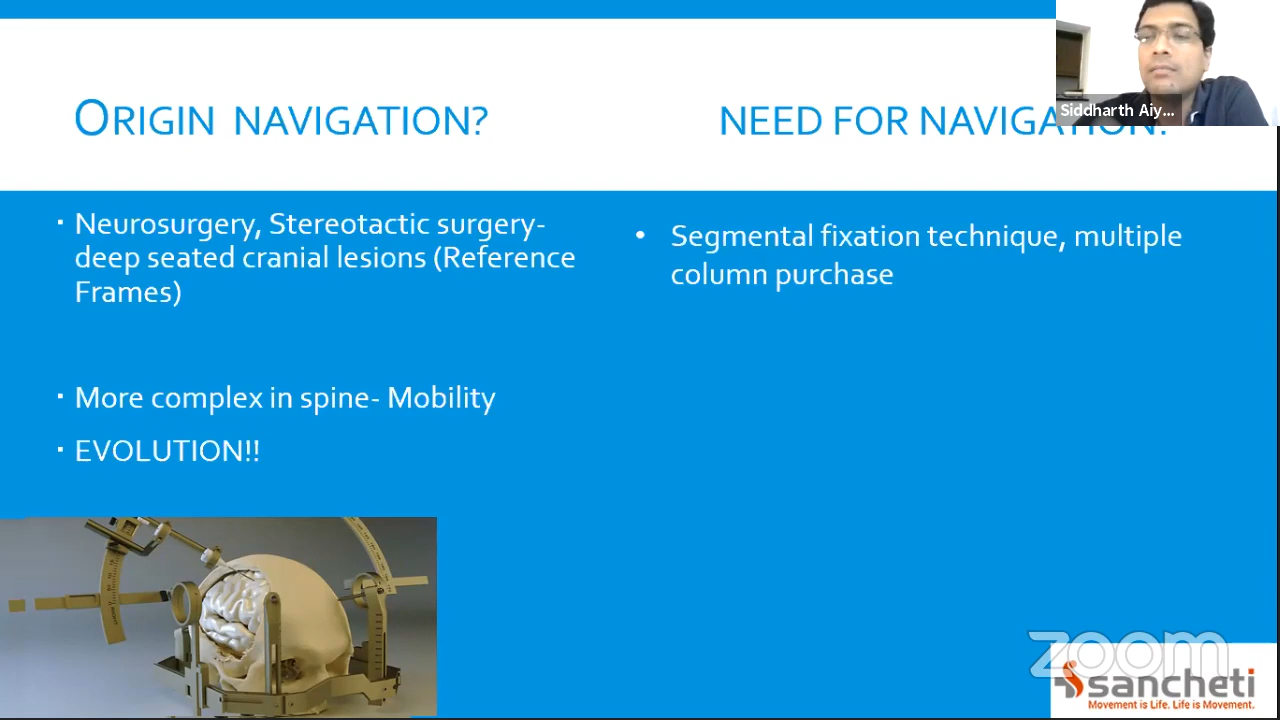 ORIGIN NAVIGATION?
Neurosurgery, Stereotactic surgery-
deep seated cranial lesions (Reference
Frames)
More complex in spine- Mobility
EVOLUTION!!
NEED FOR NAVIGATION?
Segmental fixation technique, multiple
column purchase
Siddharth Aiy...
zoom
sancheti
Movement is Life. Life is Movement.